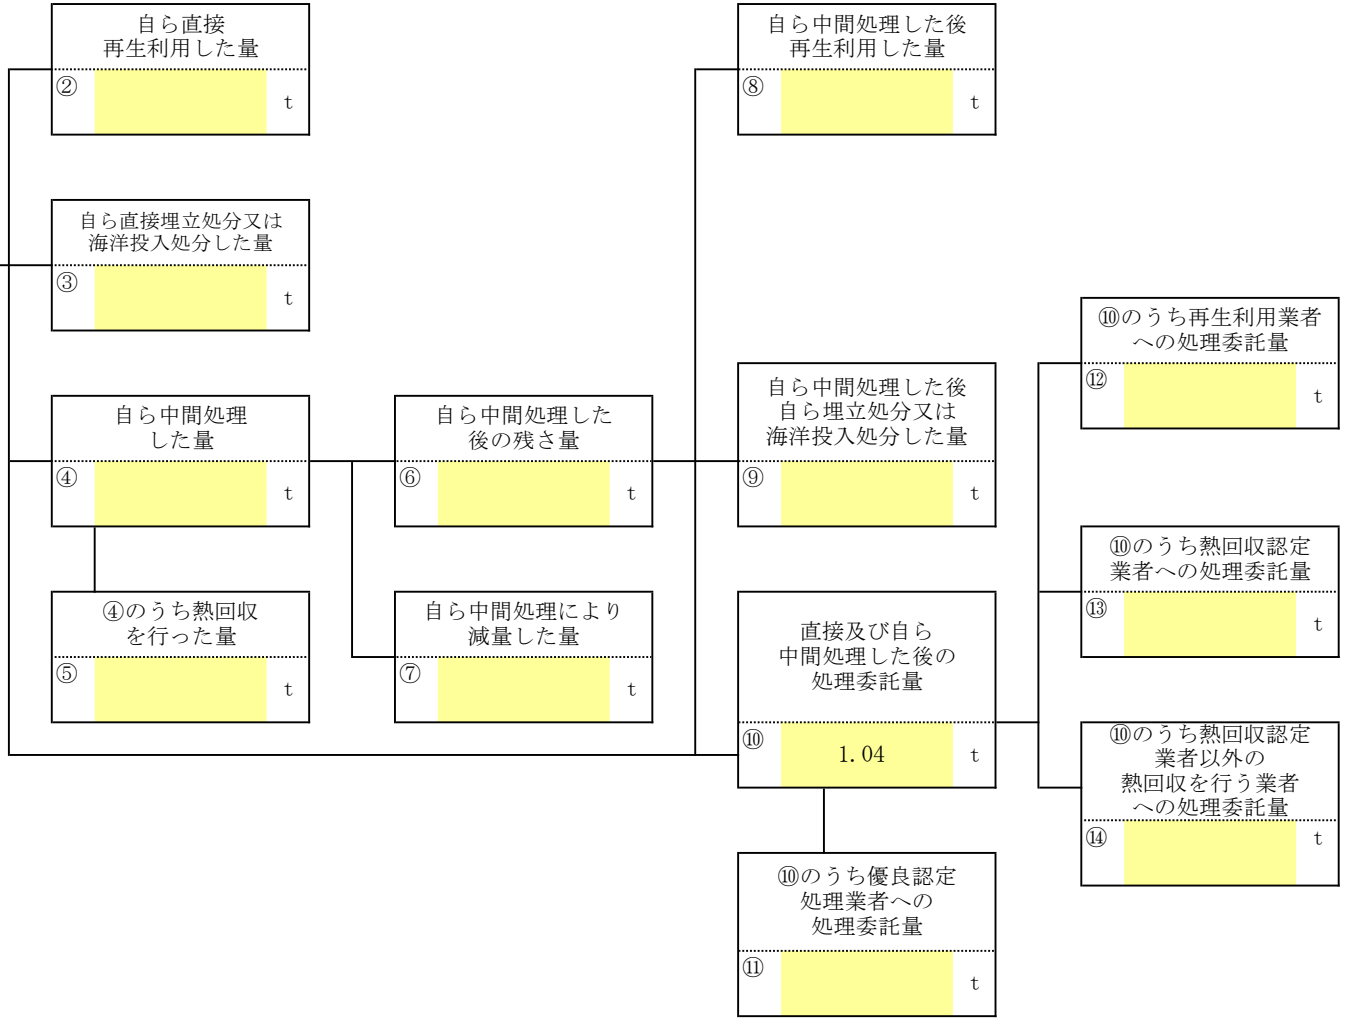 自ら直接
再生利用した量
②
t
自ら中間処理した後
再生利用した量
⑧
t
自ら直接埋立処分又は
海洋投入処分した量
③
t
⑩のうち再生利用業者
への処理委託量
⑫
t
自ら中間処理
した量
④
t
自ら中間処理した
後の残さ量
⑥
t
自ら中間処理した後
自ら埋立処分又は
海洋投入処分した量
⑨
t
⑩のうち熱回収認定
業者への処理委託量
⑬
t
④のうち熱回収
を行った量
⑤
t
自ら中間処理により
減量した量
⑦
t
直接及び自ら
中間処理した後の
処理委託量
⑩
1.04
t
⑩のうち熱回収認定
業者以外の
熱回収を行う業者
への処理委託量
⑭
t
⑩のうち優良認定
処理業者への
処理委託量
⑪
t